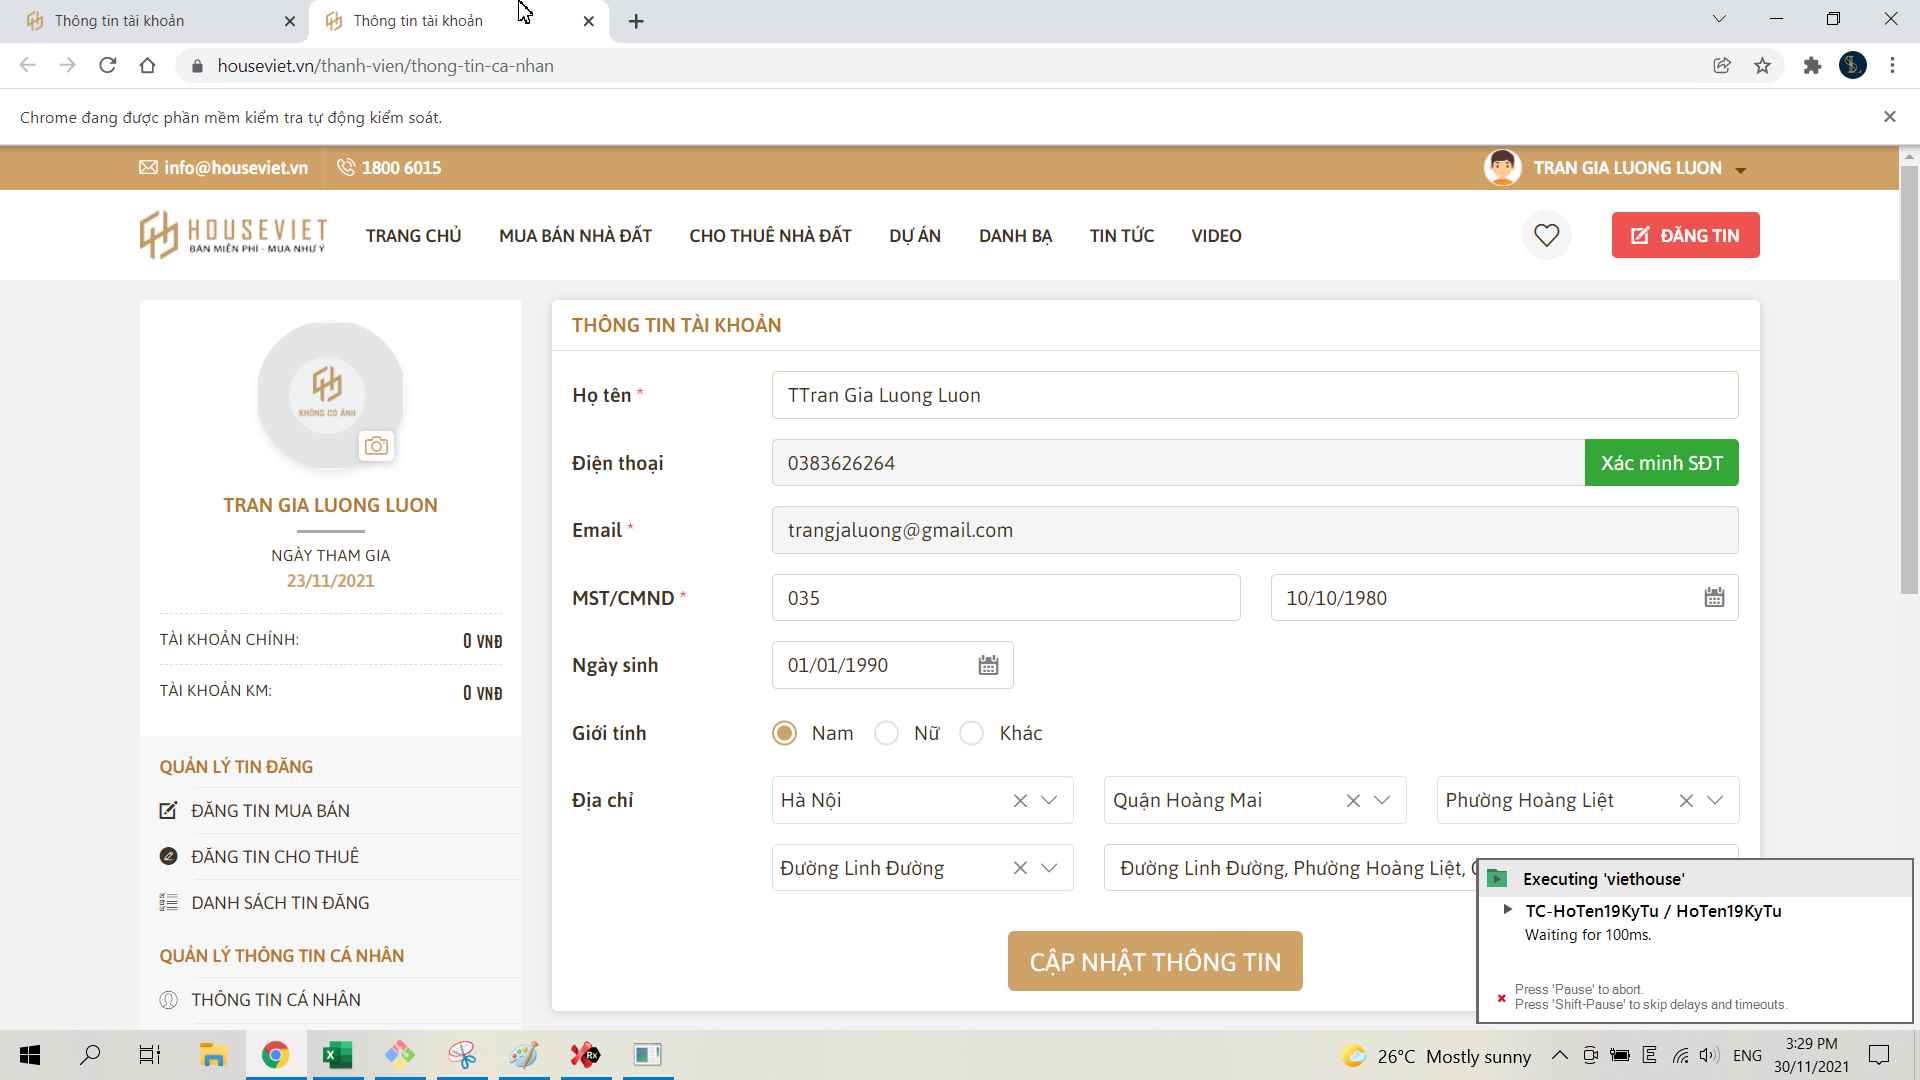 Thông tin tài khoản
Thông tin tài khoản
houseviet.vn/thanh-vien/thong-tin-ca-nhan
Chrome đang được phần mềm kiểm tra tự động kiểm soát.
info@houseviet.vn
1800 6015
TRAN GIA LUONG LUON
HOUSEVIET
BÁN MIỄN PHÍ - MUA NHƯ Ý
TRANG CHỦ
MUA BÁN NHÀ ĐẤT
CHO THUÊ NHÀ ĐẤT
DỰ ÁN
DANH BẠ
TIN TỨC
VIDEO
ĐĂNG TIN
KHÔNG CÓ ẢNH
TRAN GIA LUONG LUON
NGÀY THAM GIA
23/11/2021
TÀI KHOẢN CHÍNH:
0 VNĐ
TÀI KHOẢN KM:
0 VNĐ
QUẢN LÝ TIN ĐĂNG
ĐĂNG TIN MUA BÁN
ĐĂNG TIN CHO THUÊ
DANH SÁCH TIN ĐĂNG
QUẢN LÝ THÔNG TIN CÁ NHÂN
THÔNG TIN CÁ NHÂN
THÔNG TIN TÀI KHOẢN
Họ tên *
TTran Gia Luong Luon
Điện thoại
0383626264
Xác minh SĐT
Email *
trangjaluong@gmail.com
MST/CMND *
035
10/10/1980
Ngày sinh
01/01/1990
Giới tính
Nam
Nữ
Khác
Địa chỉ
Hà Nội
Quận Hoàng Mai
Phường Hoàng Liệt
Đường Linh Đường
Đường Linh Đường, Phường Hoàng Liệt,
CẬP NHẬT THÔNG TIN
Executing 'viethouse'
TC-HoTen19KyTu / HoTen19KyTu
Waiting for 100ms.
Press 'Pause' to abort.
Press 'Shift-Pause' to skip delays and timeouts.
26°C Mostly sunny
ENG
3:29 PM
30/11/2021